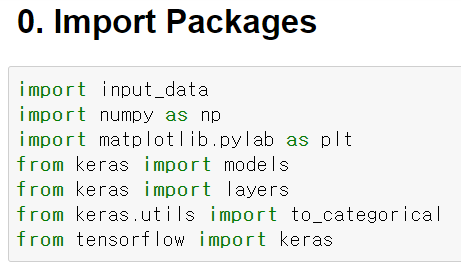 0. Import Packages
import input_data
import numpy as np
import matplotlib.pylab as plt
from keras import models
from keras import layers
from keras.utils import to_categorical
from tensorflow import keras